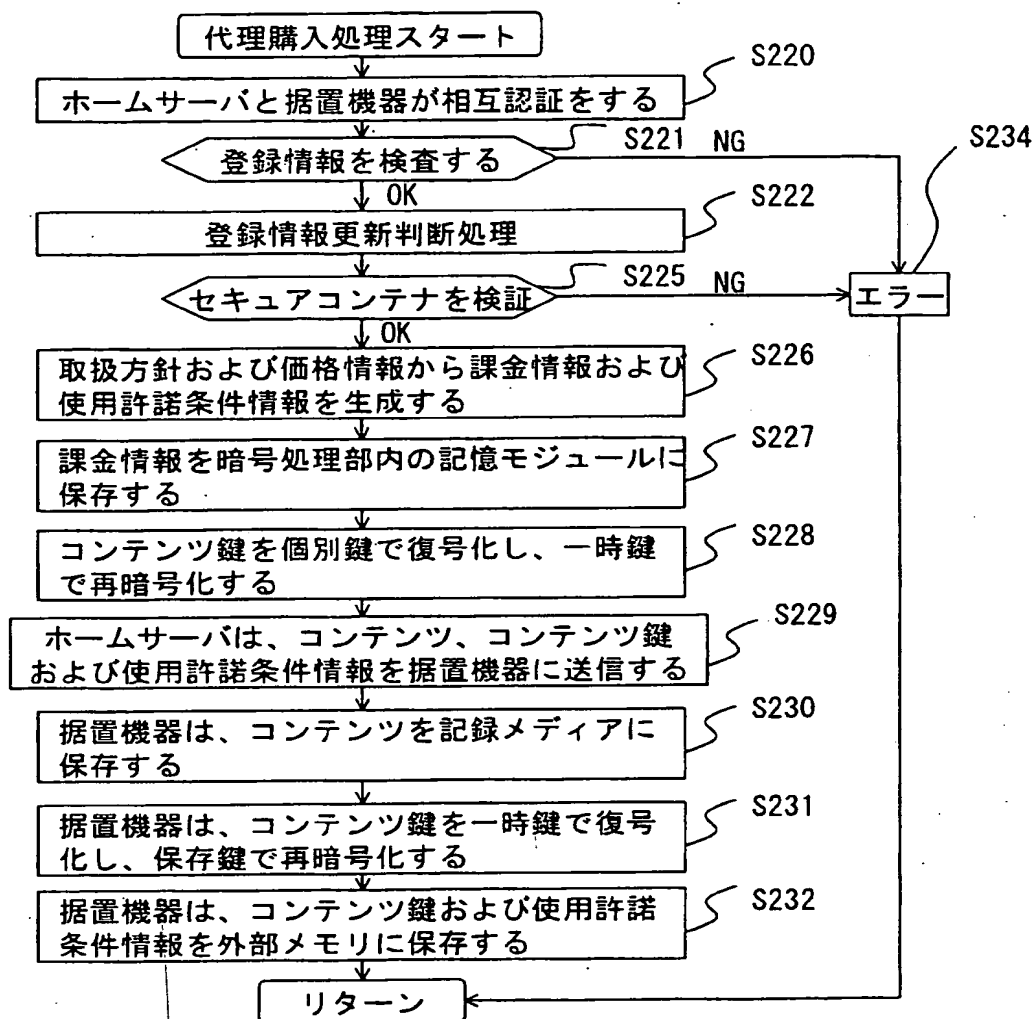 代理購入処理スタート
S220
ホームサーバと据置機器が相互認証をする
S221
NG
S234
登録情報を検査する
OK
S222
登録情報更新判断処理
S225
NG
セキュアコンテナを検証
エラー
OK
S226
取扱方針および価格情報から課金情報および
使用許諾条件情報を生成する
S227
課金情報を暗号処理部内の記憶モジュールに
保存する
S228
コンテンツ鍵を個別鍵で復号化し、一時鍵
で再暗号化する
S229
ホームサーバは、コンテンツ、コンテンツ鍵
および使用許諾条件情報を据置機器に送信する
S230
据置機器は、コンテンツを記録メディアに
保存する
S231
据置機器は、コンテンツ鍵を一時鍵で復号
化し、保存鍵で再暗号化する
S232
据置機器は、コンテンツ鍵および使用許諾
条件情報を外部メモリに保存する
リターン